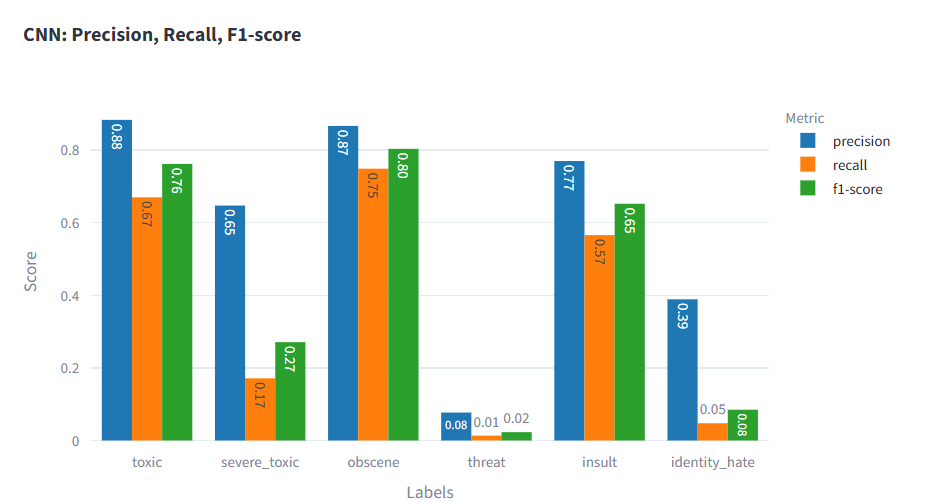 CNN: Precision, Recall, F1-score
Metric
precision
recall
f1-score
Score
0.8
0.6
0.4
0.2
0
0.88
0.67
0.76
0.65
0.17
0.27
0.87
0.75
0.80
0.08
0.01
0.02
0.77
0.57
0.65
0.39
0.05
0.08
toxic
severe_toxic
obscene
threat
insult
identity_hate
Labels